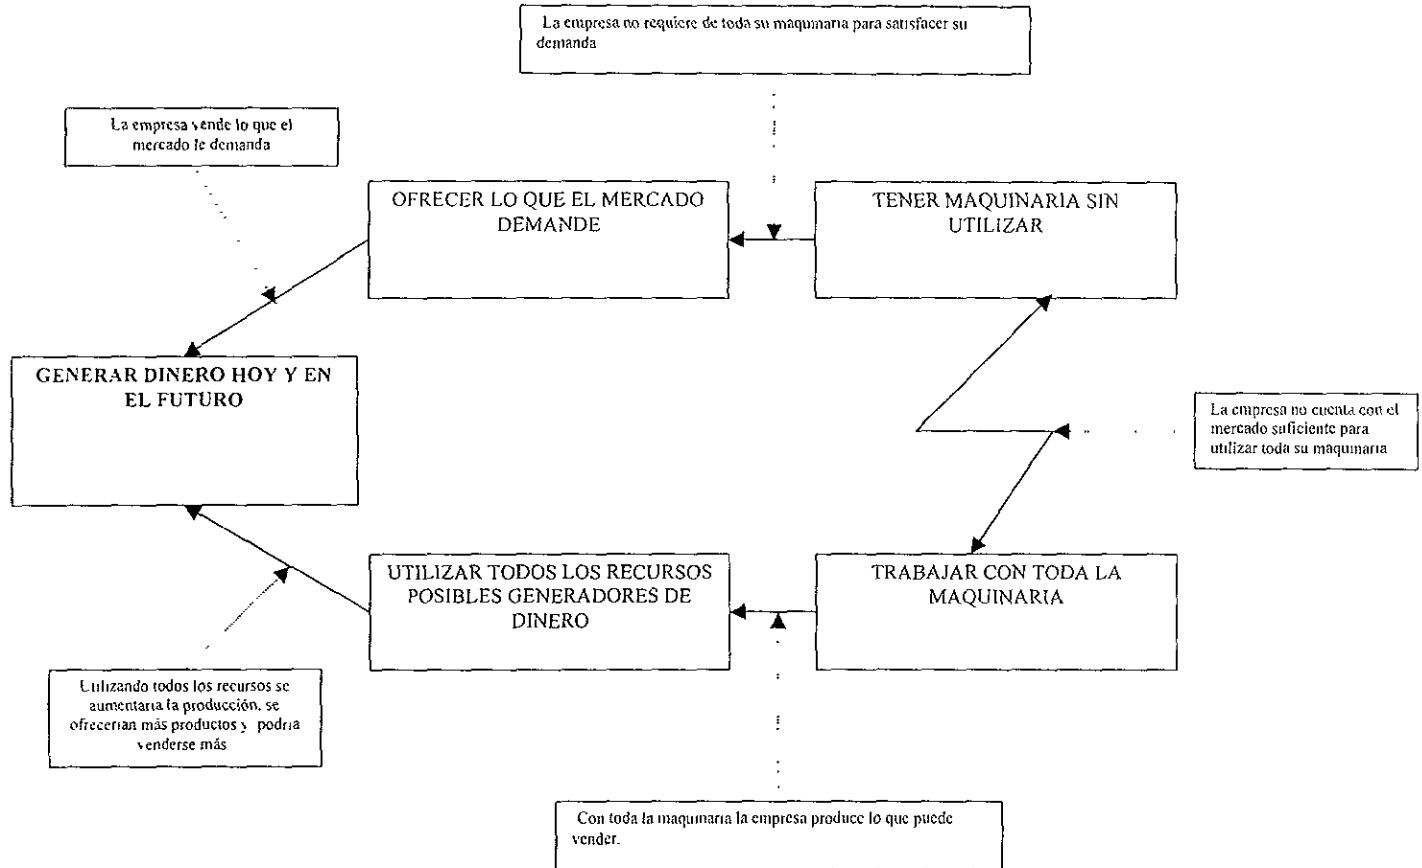 La empresa no requiere de toda su maquinaria para satisfacer su
demanda
La empresa vende lo que el
mercado le demanda
OFRECER LO QUE EL MERCADO
DEMANDE
TENER MAQUINARIA SIN
UTILIZAR
GENERAR DINERO HOY Y EN
EL FUTURO
La empresa no cuenta con el
mercado suficiente para
utilizar toda su maquinaria
UTILIZAR TODOS LOS RECURSOS
POSIBLES GENERADORES DE
DINERO
TRABAJAR CON TODA LA
MAQUINARIA
Utilizando todos los recursos se
aumentaria la producción, se
ofrecerian más productos y podria
venderse más
Con toda la maquinaria la empresa produce lo que puede
vender.